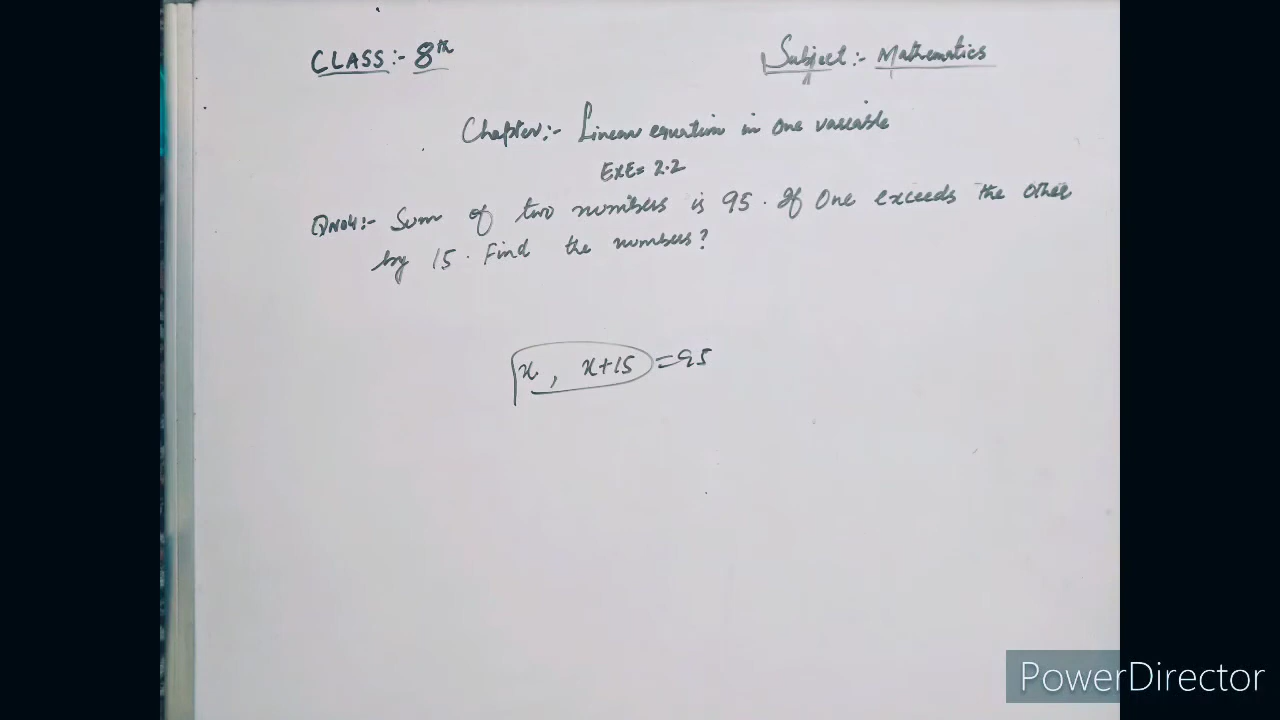 CLASS:- 8th
Subject:- Mathematics
Chapter:- Linear equation in One variable
EXE= 2.2
QNo4:- Sum of two numbers is 95. If One exceeds the other
by 15. Find the numbers?
x, x+15 = 95
PowerDirector